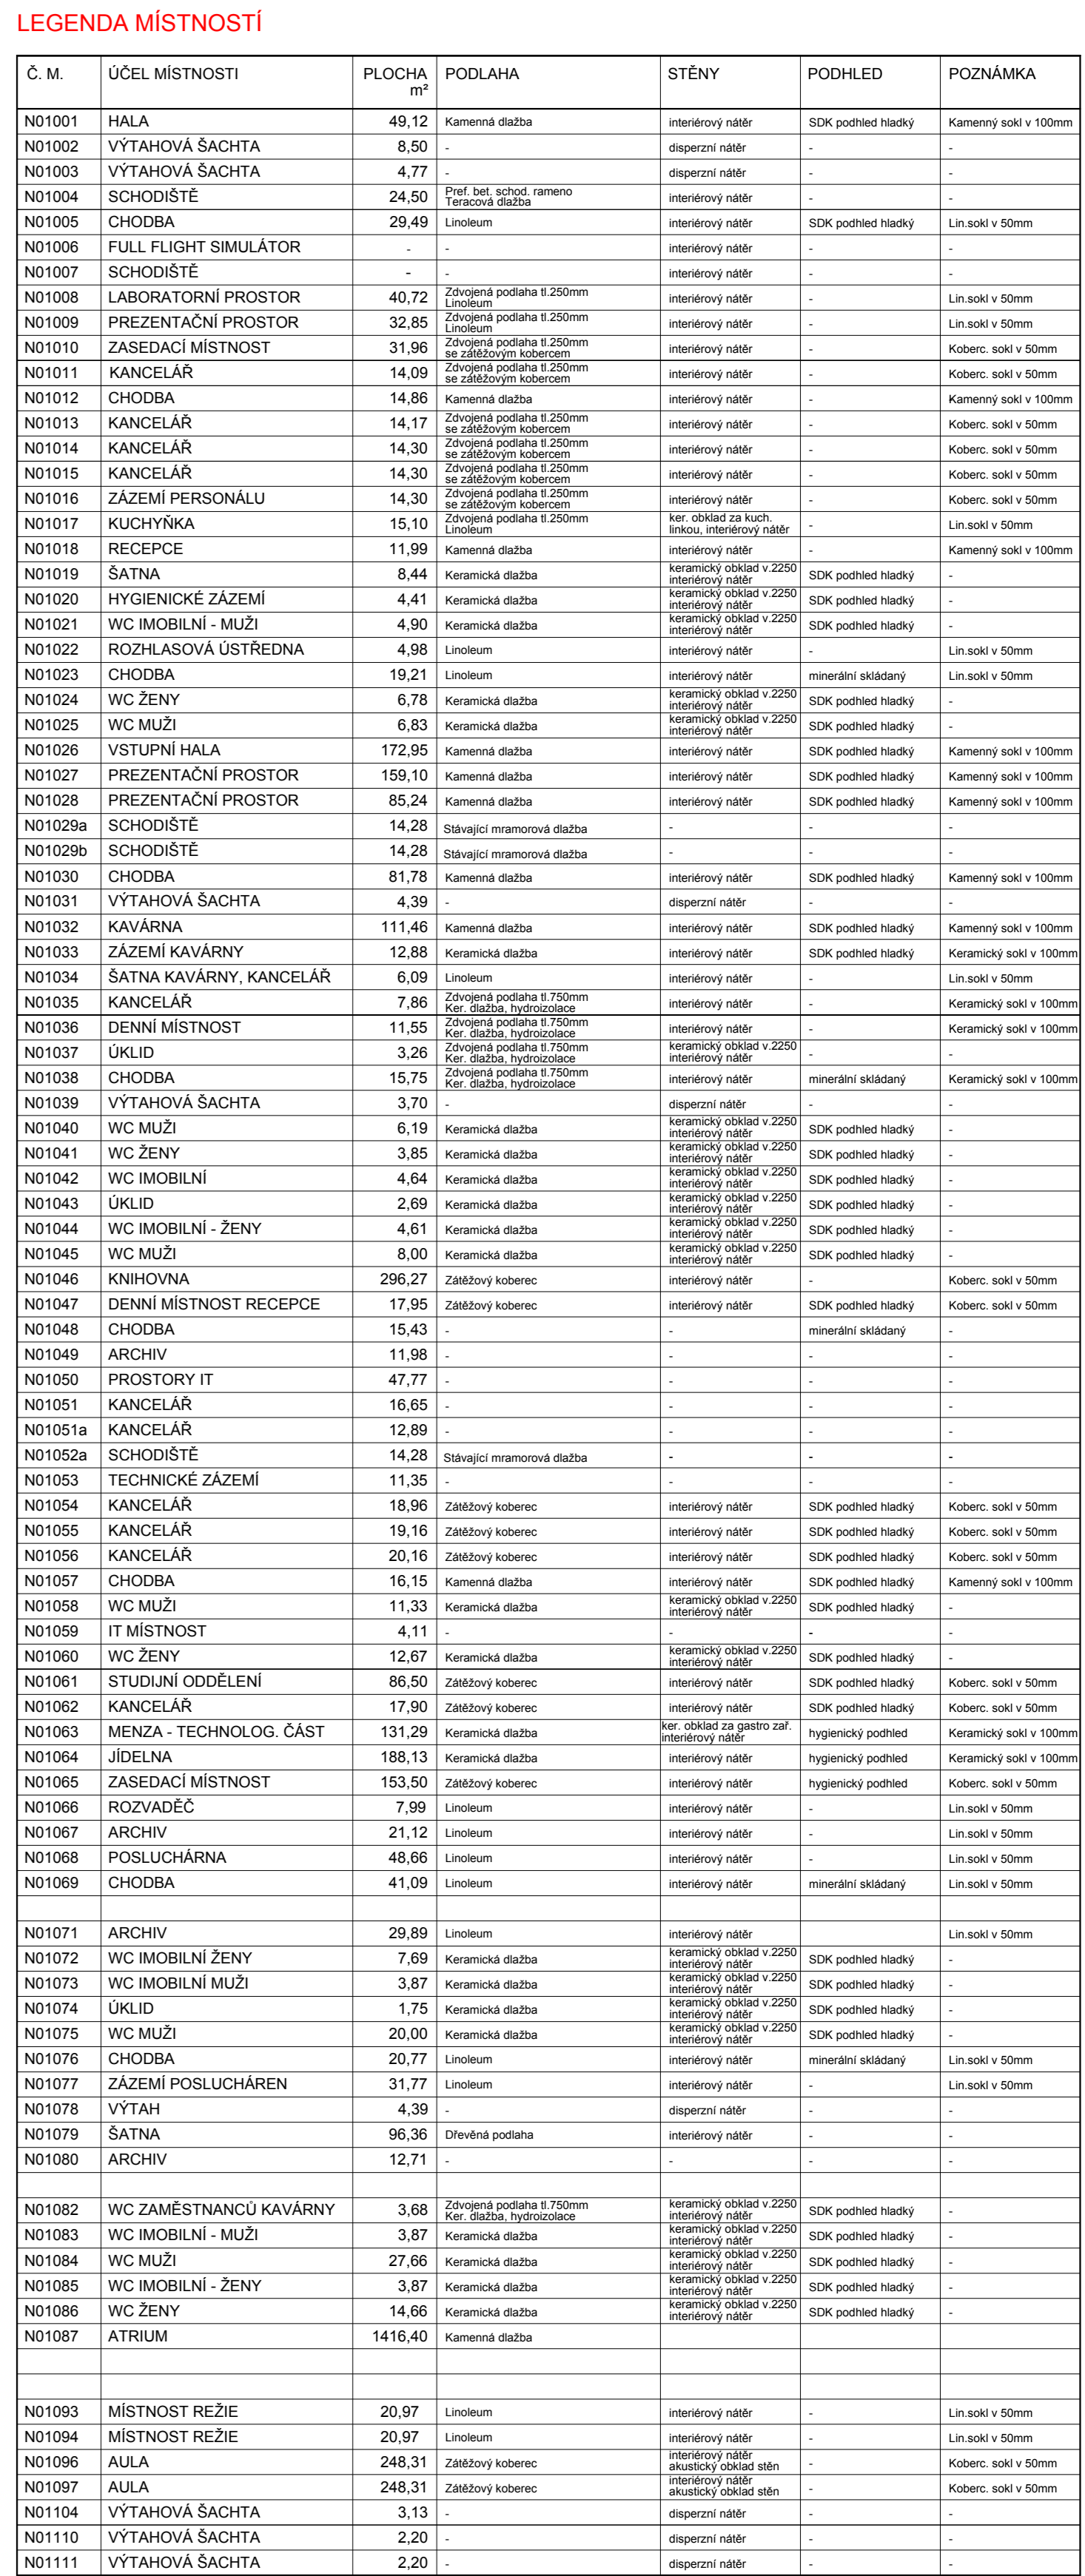 LEGENDA MÍSTNOSTÍ
Č. M. ÚČEL MÍSTNOSTI PLOCHA m² PODLAHA STĚNY PODHLED POZNÁMKA
N01001 HALA 49,12 Kamenná dlažba interiérový nátěr SDK podhled hladký Kamenný sokl v 100mm
N01002 VÝTAHOVÁ ŠACHTA 8,50 - disperzní nátěr - -
N01003 VÝTAHOVÁ ŠACHTA 4,77 - disperzní nátěr - -
N01004 SCHODIŠTĚ 24,50 Pref. bet. schod. rameno Teracová dlažba interiérový nátěr - -
N01005 CHODBA 29,49 Linoleum interiérový nátěr SDK podhled hladký Lin.sokl v 50mm
N01006 FULL FLIGHT SIMULÁTOR - - interiérový nátěr - -
N01007 SCHODIŠTĚ - - interiérový nátěr - -
N01008 LABORATORNÍ PROSTOR 40,72 Zdvojená podlaha tl.250mm Linoleum interiérový nátěr - Lin.sokl v 50mm
N01009 PREZENTAČNÍ PROSTOR 32,85 Zdvojená podlaha tl.250mm Linoleum interiérový nátěr - Lin.sokl v 50mm
N01010 ZASEDACÍ MÍSTNOST 31,96 Zdvojená podlaha tl.250mm se zátěžovým kobercem interiérový nátěr - Koberc. sokl v 50mm
N01011 KANCELÁŘ 14,09 Zdvojená podlaha tl.250mm se zátěžovým kobercem interiérový nátěr - Koberc. sokl v 50mm
N01012 CHODBA 14,86 Kamenná dlažba interiérový nátěr - Kamenný sokl v 100mm
N01013 KANCELÁŘ 14,17 Zdvojená podlaha tl.250mm se zátěžovým kobercem interiérový nátěr - Koberc. sokl v 50mm
N01014 KANCELÁŘ 14,30 Zdvojená podlaha tl.250mm se zátěžovým kobercem interiérový nátěr - Koberc. sokl v 50mm
N01015 KANCELÁŘ 14,30 Zdvojená podlaha tl.250mm se zátěžovým kobercem interiérový nátěr - Koberc. sokl v 50mm
N01016 ZÁZEMÍ PERSONÁLU 14,30 Zdvojená podlaha tl.250mm se zátěžovým kobercem interiérový nátěr - Koberc. sokl v 50mm
N01017 KUCHYŇKA 15,10 Zdvojená podlaha tl.250mm Linoleum ker. obklad za kuch. linkou, interiérový nátěr - Lin.sokl v 50mm
N01018 RECEPCE 11,99 Kamenná dlažba interiérový nátěr - Kamenný sokl v 100mm
N01019 ŠATNA 8,44 Keramická dlažba keramický obklad v.2250 interiérový nátěr SDK podhled hladký -
N01020 HYGIENICKÉ ZÁZEMÍ 4,41 Keramická dlažba keramický obklad v.2250 interiérový nátěr SDK podhled hladký -
N01021 WC IMOBILNÍ - MUŽI 4,90 Keramická dlažba keramický obklad v.2250 interiérový nátěr SDK podhled hladký -
N01022 ROZHLASOVÁ ÚSTŘEDNA 4,98 Linoleum interiérový nátěr - Lin.sokl v 50mm
N01023 CHODBA 19,21 Linoleum interiérový nátěr minerální skládaný Lin.sokl v 50mm
N01024 WC ŽENY 6,78 Keramická dlažba keramický obklad v.2250 interiérový nátěr SDK podhled hladký -
N01025 WC MUŽI 6,83 Keramická dlažba keramický obklad v.2250 interiérový nátěr SDK podhled hladký -
N01026 VSTUPNÍ HALA 172,95 Kamenná dlažba interiérový nátěr SDK podhled hladký Kamenný sokl v 100mm
N01027 PREZENTAČNÍ PROSTOR 159,10 Kamenná dlažba interiérový nátěr SDK podhled hladký Kamenný sokl v 100mm
N01028 PREZENTAČNÍ PROSTOR 85,24 Kamenná dlažba interiérový nátěr SDK podhled hladký Kamenný sokl v 100mm
N01029a SCHODIŠTĚ 14,28 Stávající mramorová dlažba - - -
N01029b SCHODIŠTĚ 14,28 Stávající mramorová dlažba - - -
N01030 CHODBA 81,78 Kamenná dlažba interiérový nátěr SDK podhled hladký Kamenný sokl v 100mm
N01031 VÝTAHOVÁ ŠACHTA 4,39 - disperzní nátěr - -
N01032 KAVÁRNA 111,46 Kamenná dlažba interiérový nátěr SDK podhled hladký Kamenný sokl v 100mm
N01033 ZÁZEMÍ KAVÁRNY 12,88 Keramická dlažba interiérový nátěr SDK podhled hladký Keramický sokl v 100mm
N01034 ŠATNA KAVÁRNY, KANCELÁŘ 6,09 Linoleum interiérový nátěr - Lin.sokl v 50mm
N01035 KANCELÁŘ 7,86 Zdvojená podlaha tl.750mm Ker. dlažba, hydroizolace interiérový nátěr - Keramický sokl v 100mm
N01036 DENNÍ MÍSTNOST 11,55 Zdvojená podlaha tl.750mm Ker. dlažba, hydroizolace interiérový nátěr - Keramický sokl v 100mm
N01037 ÚKLID 3,26 Zdvojená podlaha tl.750mm Ker. dlažba, hydroizolace keramický obklad v.2250 interiérový nátěr - -
N01038 CHODBA 15,75 Zdvojená podlaha tl.750mm Ker. dlažba, hydroizolace interiérový nátěr minerální skládaný Keramický sokl v 100mm
N01039 VÝTAHOVÁ ŠACHTA 3,70 - disperzní nátěr - -
N01040 WC MUŽI 6,19 Keramická dlažba keramický obklad v.2250 interiérový nátěr SDK podhled hladký -
N01041 WC ŽENY 3,85 Keramická dlažba keramický obklad v.2250 interiérový nátěr SDK podhled hladký -
N01042 WC IMOBILNÍ 4,64 Keramická dlažba keramický obklad v.2250 interiérový nátěr SDK podhled hladký -
N01043 ÚKLID 2,69 Keramická dlažba keramický obklad v.2250 interiérový nátěr SDK podhled hladký -
N01044 WC IMOBILNÍ - ŽENY 4,61 Keramická dlažba keramický obklad v.2250 interiérový nátěr SDK podhled hladký -
N01045 WC MUŽI 8,00 Keramická dlažba keramický obklad v.2250 interiérový nátěr SDK podhled hladký -
N01046 KNIHOVNA 296,27 Zátěžový koberec interiérový nátěr - Koberc. sokl v 50mm
N01047 DENNÍ MÍSTNOST RECEPCE 17,95 Zátěžový koberec interiérový nátěr SDK podhled hladký Koberc. sokl v 50mm
N01048 CHODBA 15,43 - - minerální skládaný -
N01049 ARCHIV 11,98 - - - -
N01050 PROSTORY IT 47,77 - - - -
N01051 KANCELÁŘ 16,65 - - - -
N01051a KANCELÁŘ 12,89 - - - -
N01052a SCHODIŠTĚ 14,28 Stávající mramorová dlažba - - -
N01053 TECHNICKÉ ZÁZEMÍ 11,35 - - - -
N01054 KANCELÁŘ 18,96 Zátěžový koberec interiérový nátěr SDK podhled hladký Koberc. sokl v 50mm
N01055 KANCELÁŘ 19,16 Zátěžový koberec interiérový nátěr SDK podhled hladký Koberc. sokl v 50mm
N01056 KANCELÁŘ 20,16 Zátěžový koberec interiérový nátěr SDK podhled hladký Koberc. sokl v 50mm
N01057 CHODBA 16,15 Kamenná dlažba interiérový nátěr SDK podhled hladký Kamenný sokl v 100mm
N01058 WC MUŽI 11,33 Keramická dlažba keramický obklad v.2250 interiérový nátěr SDK podhled hladký -
N01059 IT MÍSTNOST 4,11 - - - -
N01060 WC ŽENY 12,67 Keramická dlažba keramický obklad v.2250 interiérový nátěr SDK podhled hladký -
N01061 STUDIJNÍ ODDĚLENÍ 86,50 Zátěžový koberec interiérový nátěr SDK podhled hladký Koberc. sokl v 50mm
N01062 KANCELÁŘ 17,90 Zátěžový koberec interiérový nátěr SDK podhled hladký Koberc. sokl v 50mm
N01063 MENZA - TECHNOLOG. ČÁST 131,29 Keramická dlažba ker. obklad za gastro zař. interiérový nátěr hygienický podhled Keramický sokl v 100mm
N01064 JÍDELNA 188,13 Keramická dlažba interiérový nátěr hygienický podhled Keramický sokl v 100mm
N01065 ZASEDACÍ MÍSTNOST 153,50 Zátěžový koberec interiérový nátěr hygienický podhled Koberc. sokl v 50mm
N01066 ROZVADĚČ 7,99 Linoleum interiérový nátěr - Lin.sokl v 50mm
N01067 ARCHIV 21,12 Linoleum interiérový nátěr - Lin.sokl v 50mm
N01068 POSLUCHÁRNA 48,66 Linoleum interiérový nátěr - Lin.sokl v 50mm
N01069 CHODBA 41,09 Linoleum interiérový nátěr minerální skládaný Lin.sokl v 50mm
N01071 ARCHIV 29,89 Linoleum interiérový nátěr Lin.sokl v 50mm
N01072 WC IMOBILNÍ ŽENY 7,69 Keramická dlažba keramický obklad v.2250 interiérový nátěr SDK podhled hladký -
N01073 WC IMOBILNÍ MUŽI 3,87 Keramická dlažba keramický obklad v.2250 interiérový nátěr SDK podhled hladký -
N01074 ÚKLID 1,75 Keramická dlažba keramický obklad v.2250 interiérový nátěr SDK podhled hladký -
N01075 WC MUŽI 20,00 Keramická dlažba keramický obklad v.2250 interiérový nátěr SDK podhled hladký -
N01076 CHODBA 20,77 Linoleum interiérový nátěr minerální skládaný Lin.sokl v 50mm
N01077 ZÁZEMÍ POSLUCHÁREN 31,77 Linoleum interiérový nátěr - Lin.sokl v 50mm
N01078 VÝTAH 4,39 - disperzní nátěr - -
N01079 ŠATNA 96,36 Dřevěná podlaha interiérový nátěr - -
N01080 ARCHIV 12,71 - - - -
N01082 WC ZAMĚSTNANCŮ KAVÁRNY 3,68 Zdvojená podlaha tl.750mm Ker. dlažba, hydroizolace keramický obklad v.2250 interiérový nátěr SDK podhled hladký -
N01083 WC IMOBILNÍ - MUŽI 3,87 Keramická dlažba keramický obklad v.2250 interiérový nátěr SDK podhled hladký -
N01084 WC MUŽI 27,66 Keramická dlažba keramický obklad v.2250 interiérový nátěr SDK podhled hladký -
N01085 WC IMOBILNÍ - ŽENY 3,87 Keramická dlažba keramický obklad v.2250 interiérový nátěr SDK podhled hladký -
N01086 WC ŽENY 14,66 Keramická dlažba keramický obklad v.2250 interiérový nátěr SDK podhled hladký -
N01087 ATRIUM 1416,40 Kamenná dlažba
N01093 MÍSTNOST REŽIE 20,97 Linoleum interiérový nátěr - Lin.sokl v 50mm
N01094 MÍSTNOST REŽIE 20,97 Linoleum interiérový nátěr - Lin.sokl v 50mm
N01096 AULA 248,31 Zátěžový koberec interiérový nátěr akustický obklad stěn - Koberc. sokl v 50mm
N01097 AULA 248,31 Zátěžový koberec interiérový nátěr akustický obklad stěn - Koberc. sokl v 50mm
N01104 VÝTAHOVÁ ŠACHTA 3,13 - disperzní nátěr - -
N01110 VÝTAHOVÁ ŠACHTA 2,20 - disperzní nátěr - -
N01111 VÝTAHOVÁ ŠACHTA 2,20 - disperzní nátěr - -